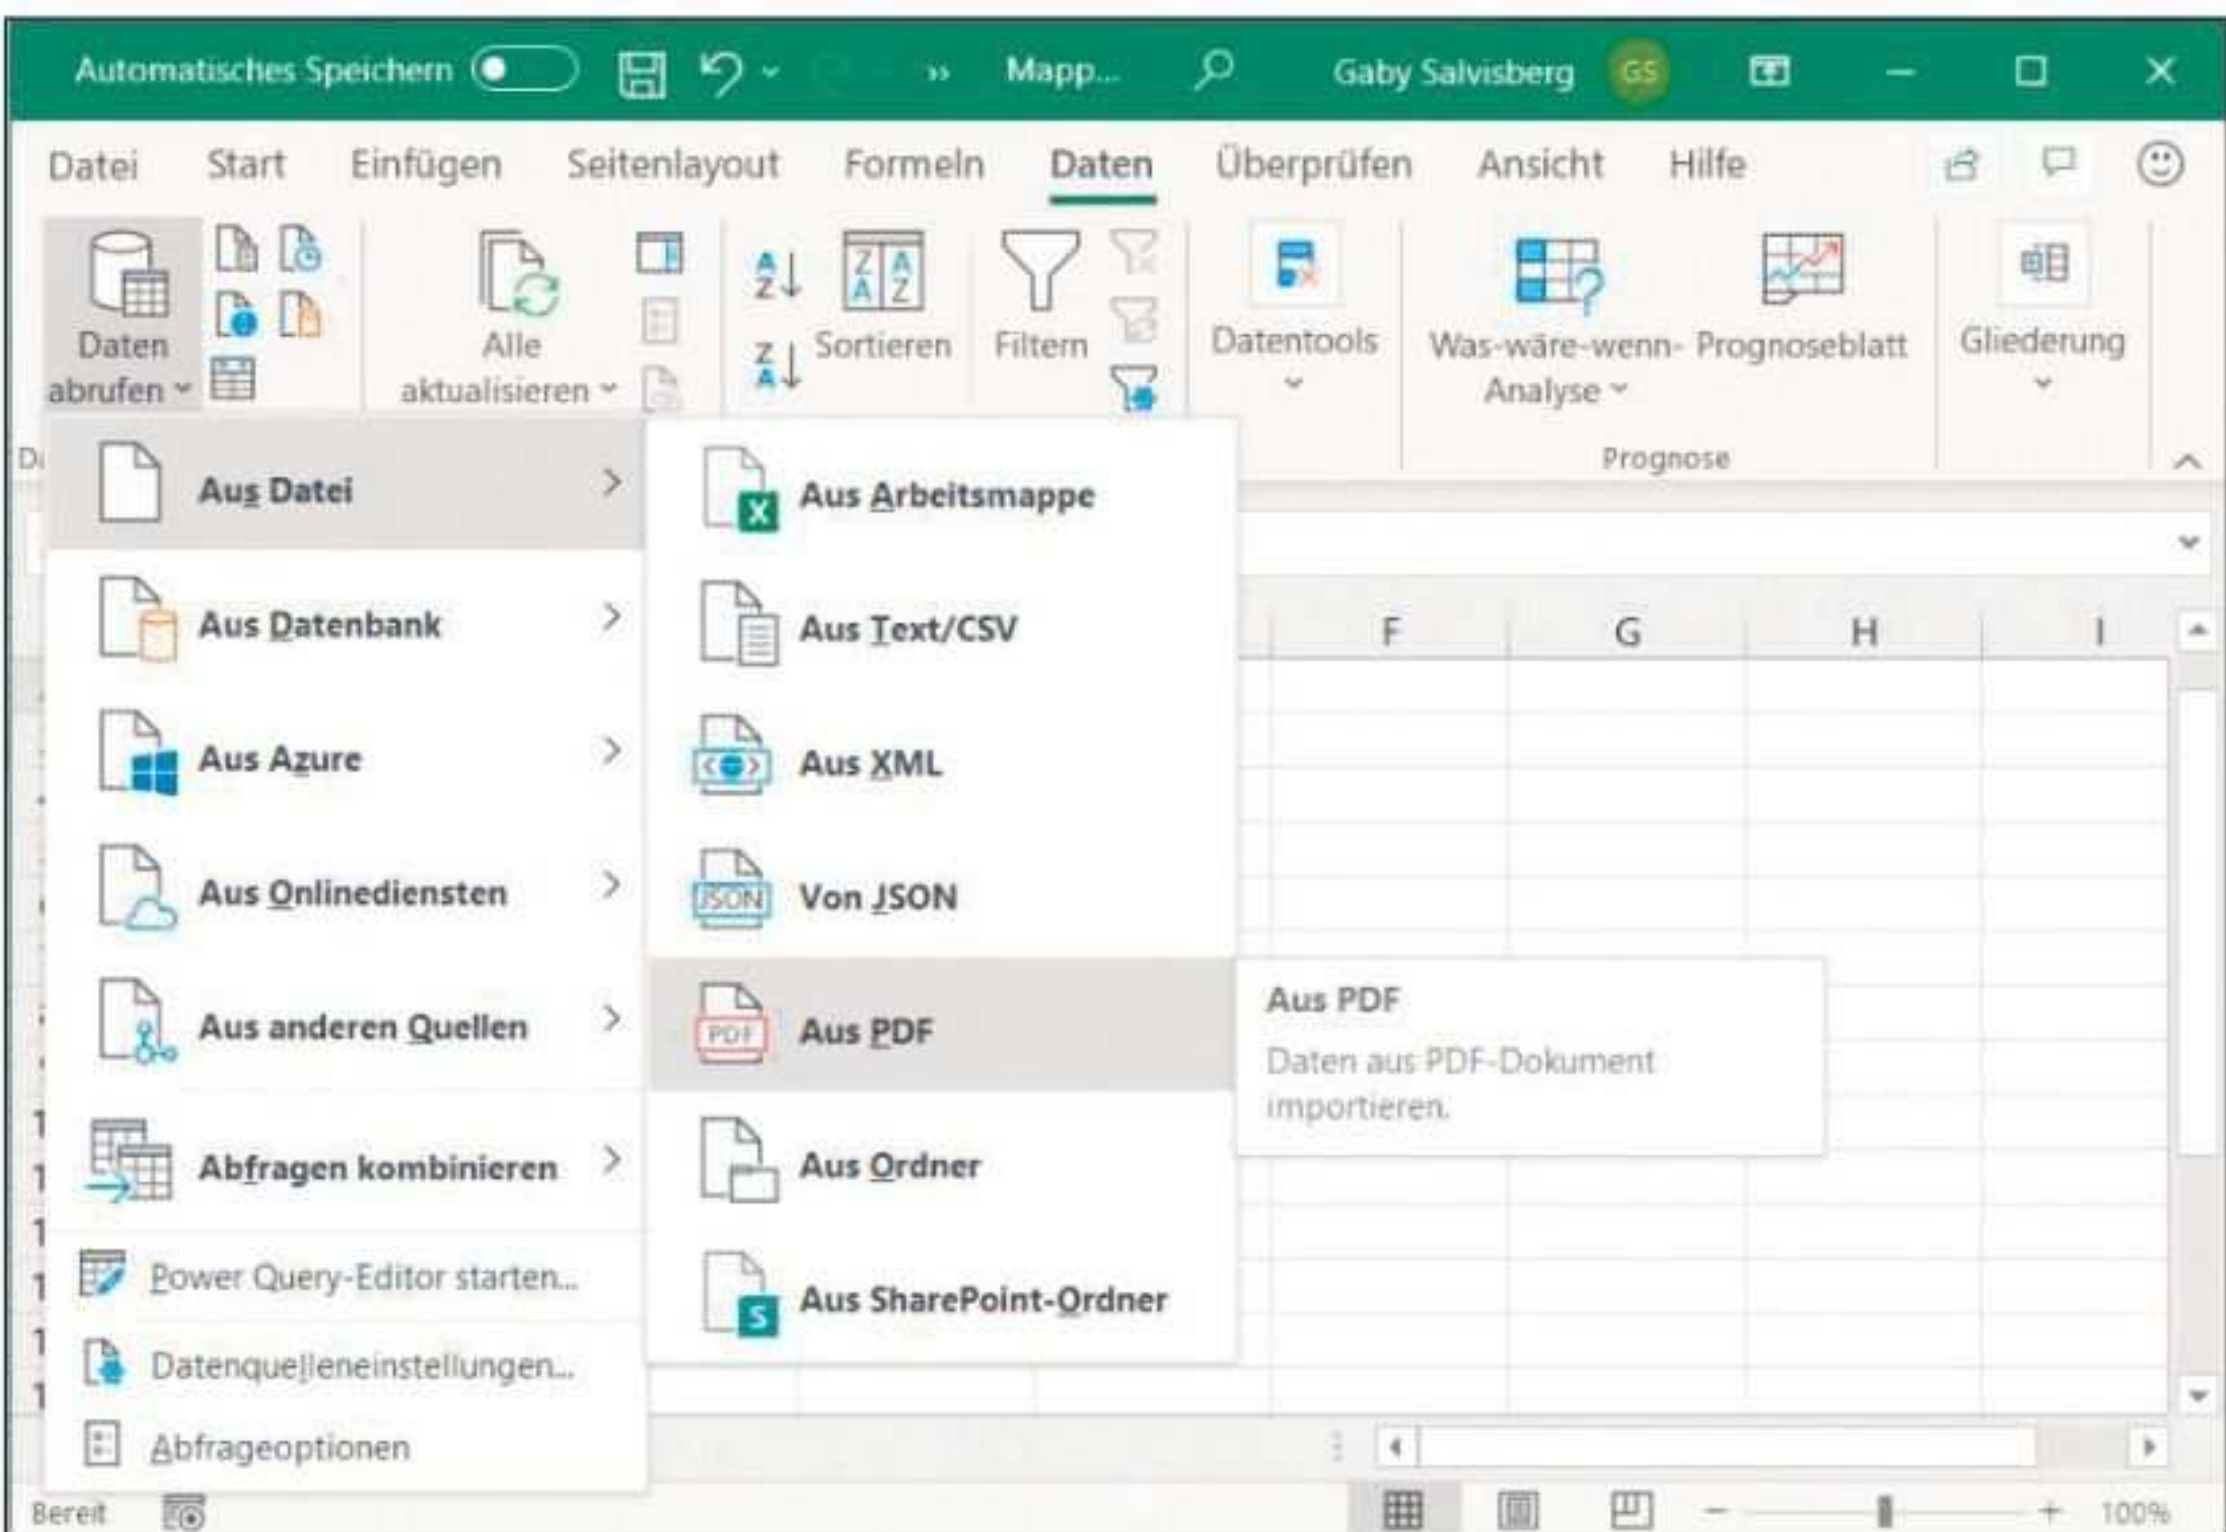 Automatisches Speichern
Mapp...
Gaby Salvisberg
GS
Datei
Start
Einfügen
Seitenlayout
Formeln
Daten
Überprüfen
Ansicht
Hilfe
Daten
abrufen
Alle
aktualisieren
Sortieren
Filtern
Datentools
Was-wäre-wenn-
Analyse
Prognoseblatt
Gliederung
Prognose
Aus Datei
Aus Datenbank
Aus Azure
Aus Onlinediensten
Aus anderen Quellen
Abfragen kombinieren
Power Query-Editor starten...
Datenquelleneinstellungen...
Abfrageoptionen
Aus Arbeitsmappe
Aus Text/CSV
Aus XML
JSON
Von JSON
PDF
Aus PDF
Aus Ordner
Aus SharePoint-Ordner
Aus PDF
Daten aus PDF-Dokument
importieren.
F G H I
Bereit
100%